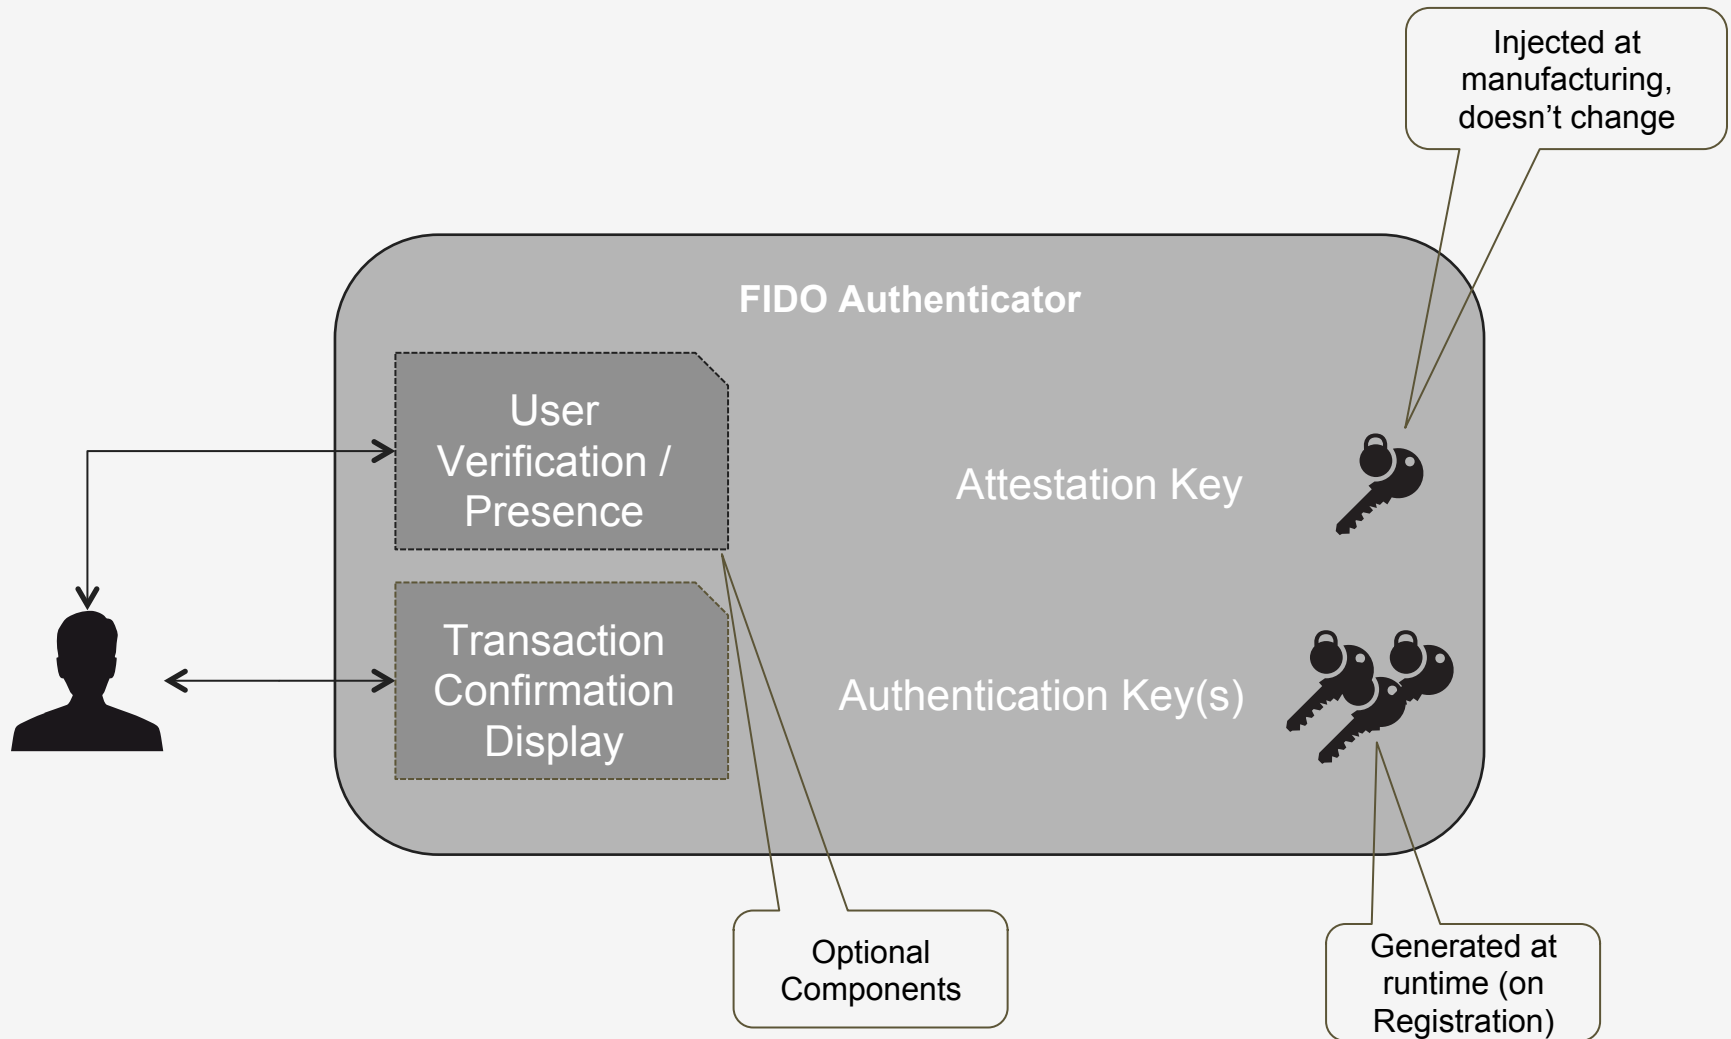 Injected at
manufacturing,
doesn’t change
FIDO Authenticator
User
Verification /
Presence
Attestation Key
Transaction
Confirmation
Display
Authentication Key(s)
Optional
Components
Generated at
runtime (on
Registration)